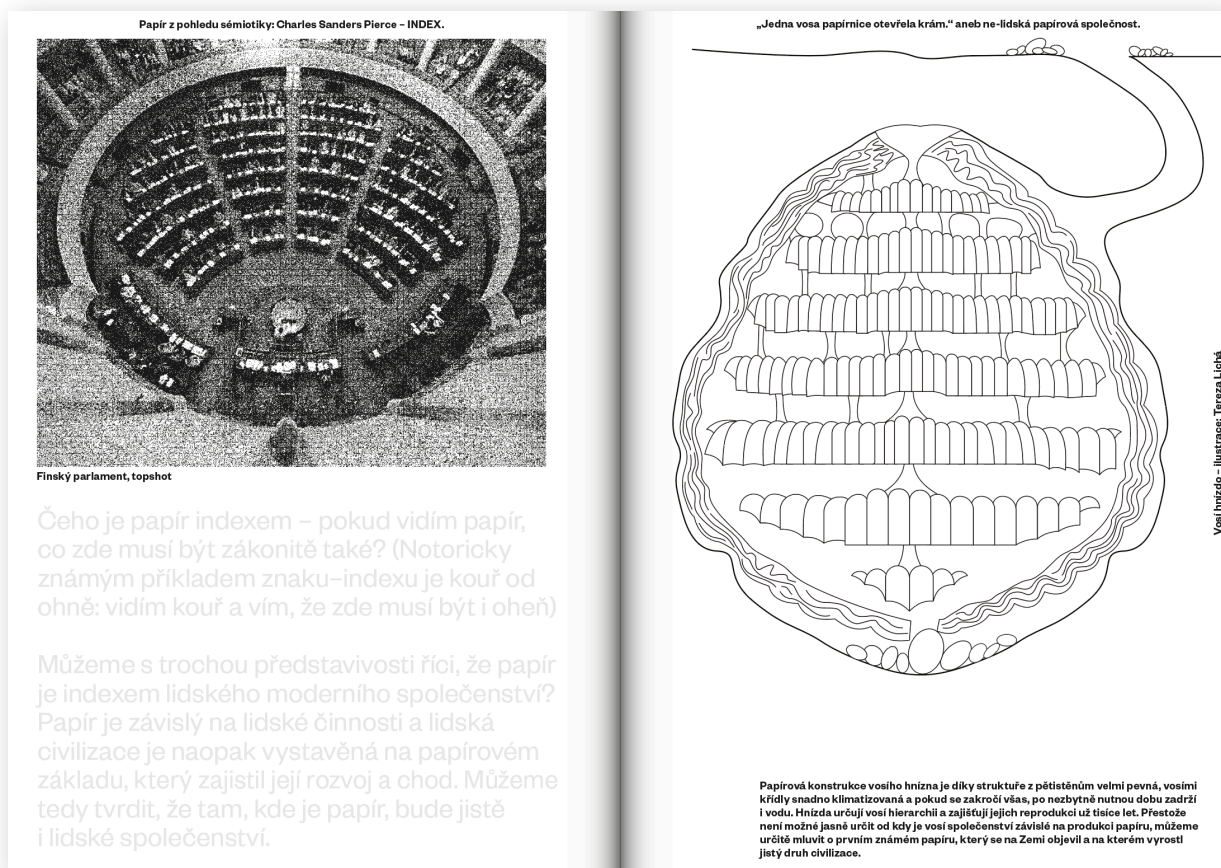 Papír z pohledu sémiotiky: Charles Sanders Pierce – INDEX.
Finský parlament, topshot
Čeho je papír indexem – pokud vidím papír,
co zde musí být zákonitě také? (Notoricky
známým příkladem znaku–indexu je kouř od
ohně: vidím kouř a vím, že zde musí být i oheň)
Můžeme s trochou představivosti říci, že papír
je indexem lidského moderního společenství?
Papír je závislý na lidské činnosti a lidská
civilizace je naopak vystavěná na papírovém
základu, který zajistil její rozvoj a chod. Můžeme
tedy tvrdit, že tam, kde je papír, bude jistě
i lidské společenství.
„Jedna vosa papírnice otevřela krám.“ aneb ne-lidská papírová společnost.
Vosí hnízdo – ilustrace: Tereza Lichá
Papírová konstrukce vosího hnízna je díky struktuře z pětistěnům velmi pevná, vosími
křídly snadno klimatizovaná a pokud se zakročí všas, po nezbytně nutnou dobu zadrží
i vodu. Hnízda určují vosí hierarchii a zajišťují jejich reprodukci už tisíce let. Přestože
není možné jasně určit od kdy je vosí společenství závislé na produkci papíru, můžeme
určitě mluvit o prvním známém papíru, který se na Zemi objevil a na kterém vyrostl
jistý druh civilizace.